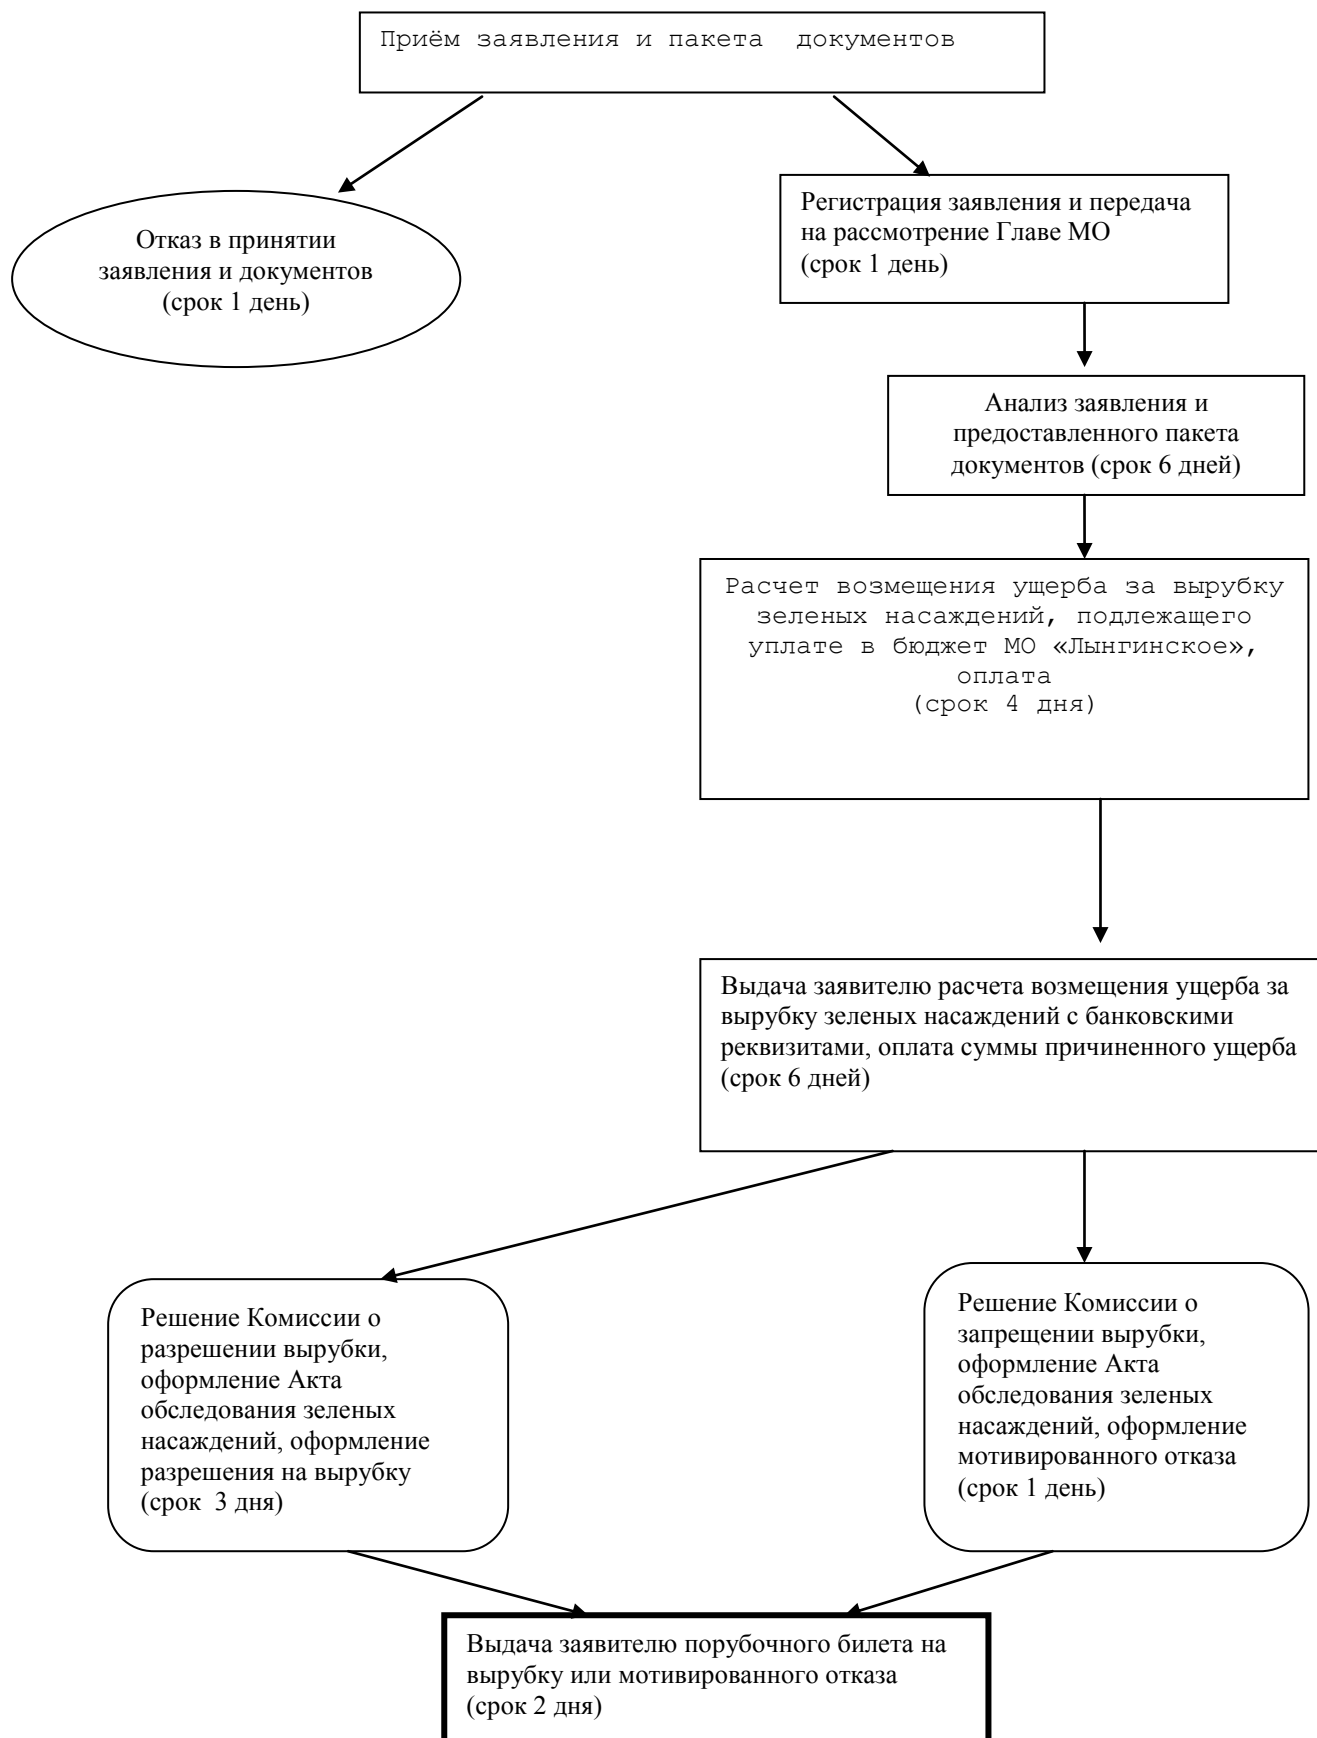 Приём заявления и пакета документов
Отказ в принятии
заявления и документов
(срок 1 день)
Регистрация заявления и передача
на рассмотрение Главе МО
(срок 1 день)
Анализ заявления и
предоставленного пакета
документов (срок 6 дней)
Расчет возмещения ущерба за вырубку
зеленых насаждений, подлежащего
уплате в бюджет МО «Лынгинское»,
оплата
(срок 4 дня)
Выдача заявителю расчета возмещения ущерба за
вырубку зеленых насаждений с банковскими
реквизитами, оплата суммы причиненного ущерба
(срок 6 дней)
Решение Комиссии о
разрешении вырубки,
оформление Акта
обследования зеленых
насаждений, оформление
разрешения на вырубку
(срок 3 дня)
Решение Комиссии о
запрещении вырубки,
оформление Акта
обследования зеленых
насаждений, оформление
мотивированного отказа
(срок 1 день)
Выдача заявителю порубочного билета на
вырубку или мотивированного отказа
(срок 2 дня)